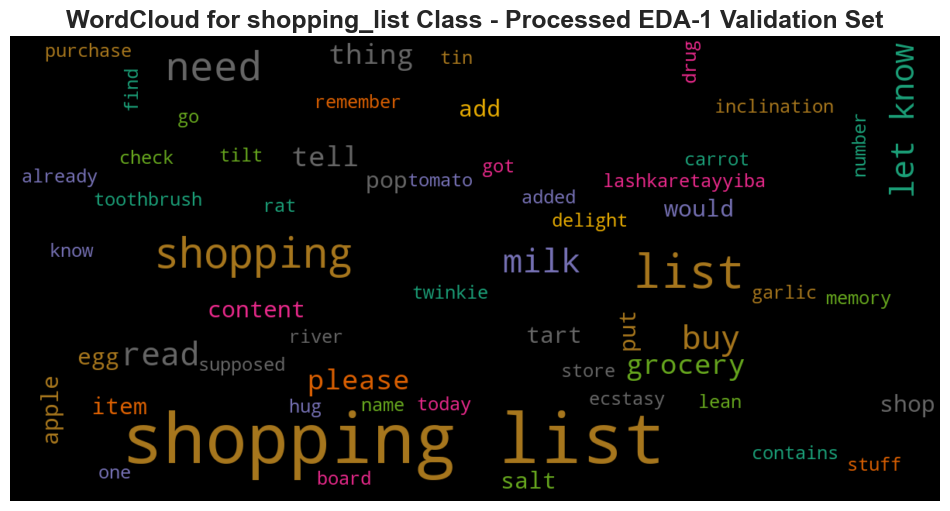 WordCloud for shopping_list Class - Processed EDA-1 Validation Set
purchase
need
thing
tin
drug
let know
find
remember
add
inclination
go
number
check
tilt
tell
got
carrot
already
pop
tomato
lashkaretayyiba
toothbrush
rat
added
delight
would
know
shopping
milk
list
twinkie
garlic
memory
content
river
tart
put
buy
egg
read
supposed
store
grocery
apple
item
please
hug
name
today
ecstasy
lean
shop
shopping list
one
board
salt
contains
stuff